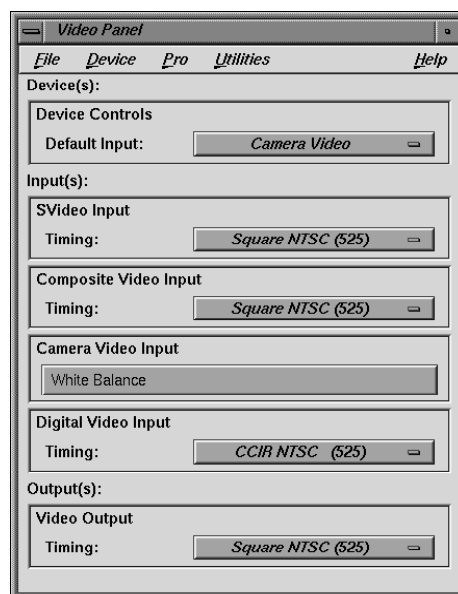 Video Panel
File Device Pro Utilities Help
Device(s):
Device Controls
Default Input: Camera Video
Input(s):
SVideo Input
Timing: Square NTSC (525)
Composite Video Input
Timing: Square NTSC (525)
Camera Video Input
White Balance
Digital Video Input
Timing: CCIR NTSC (525)
Output(s):
Video Output
Timing: Square NTSC (525)